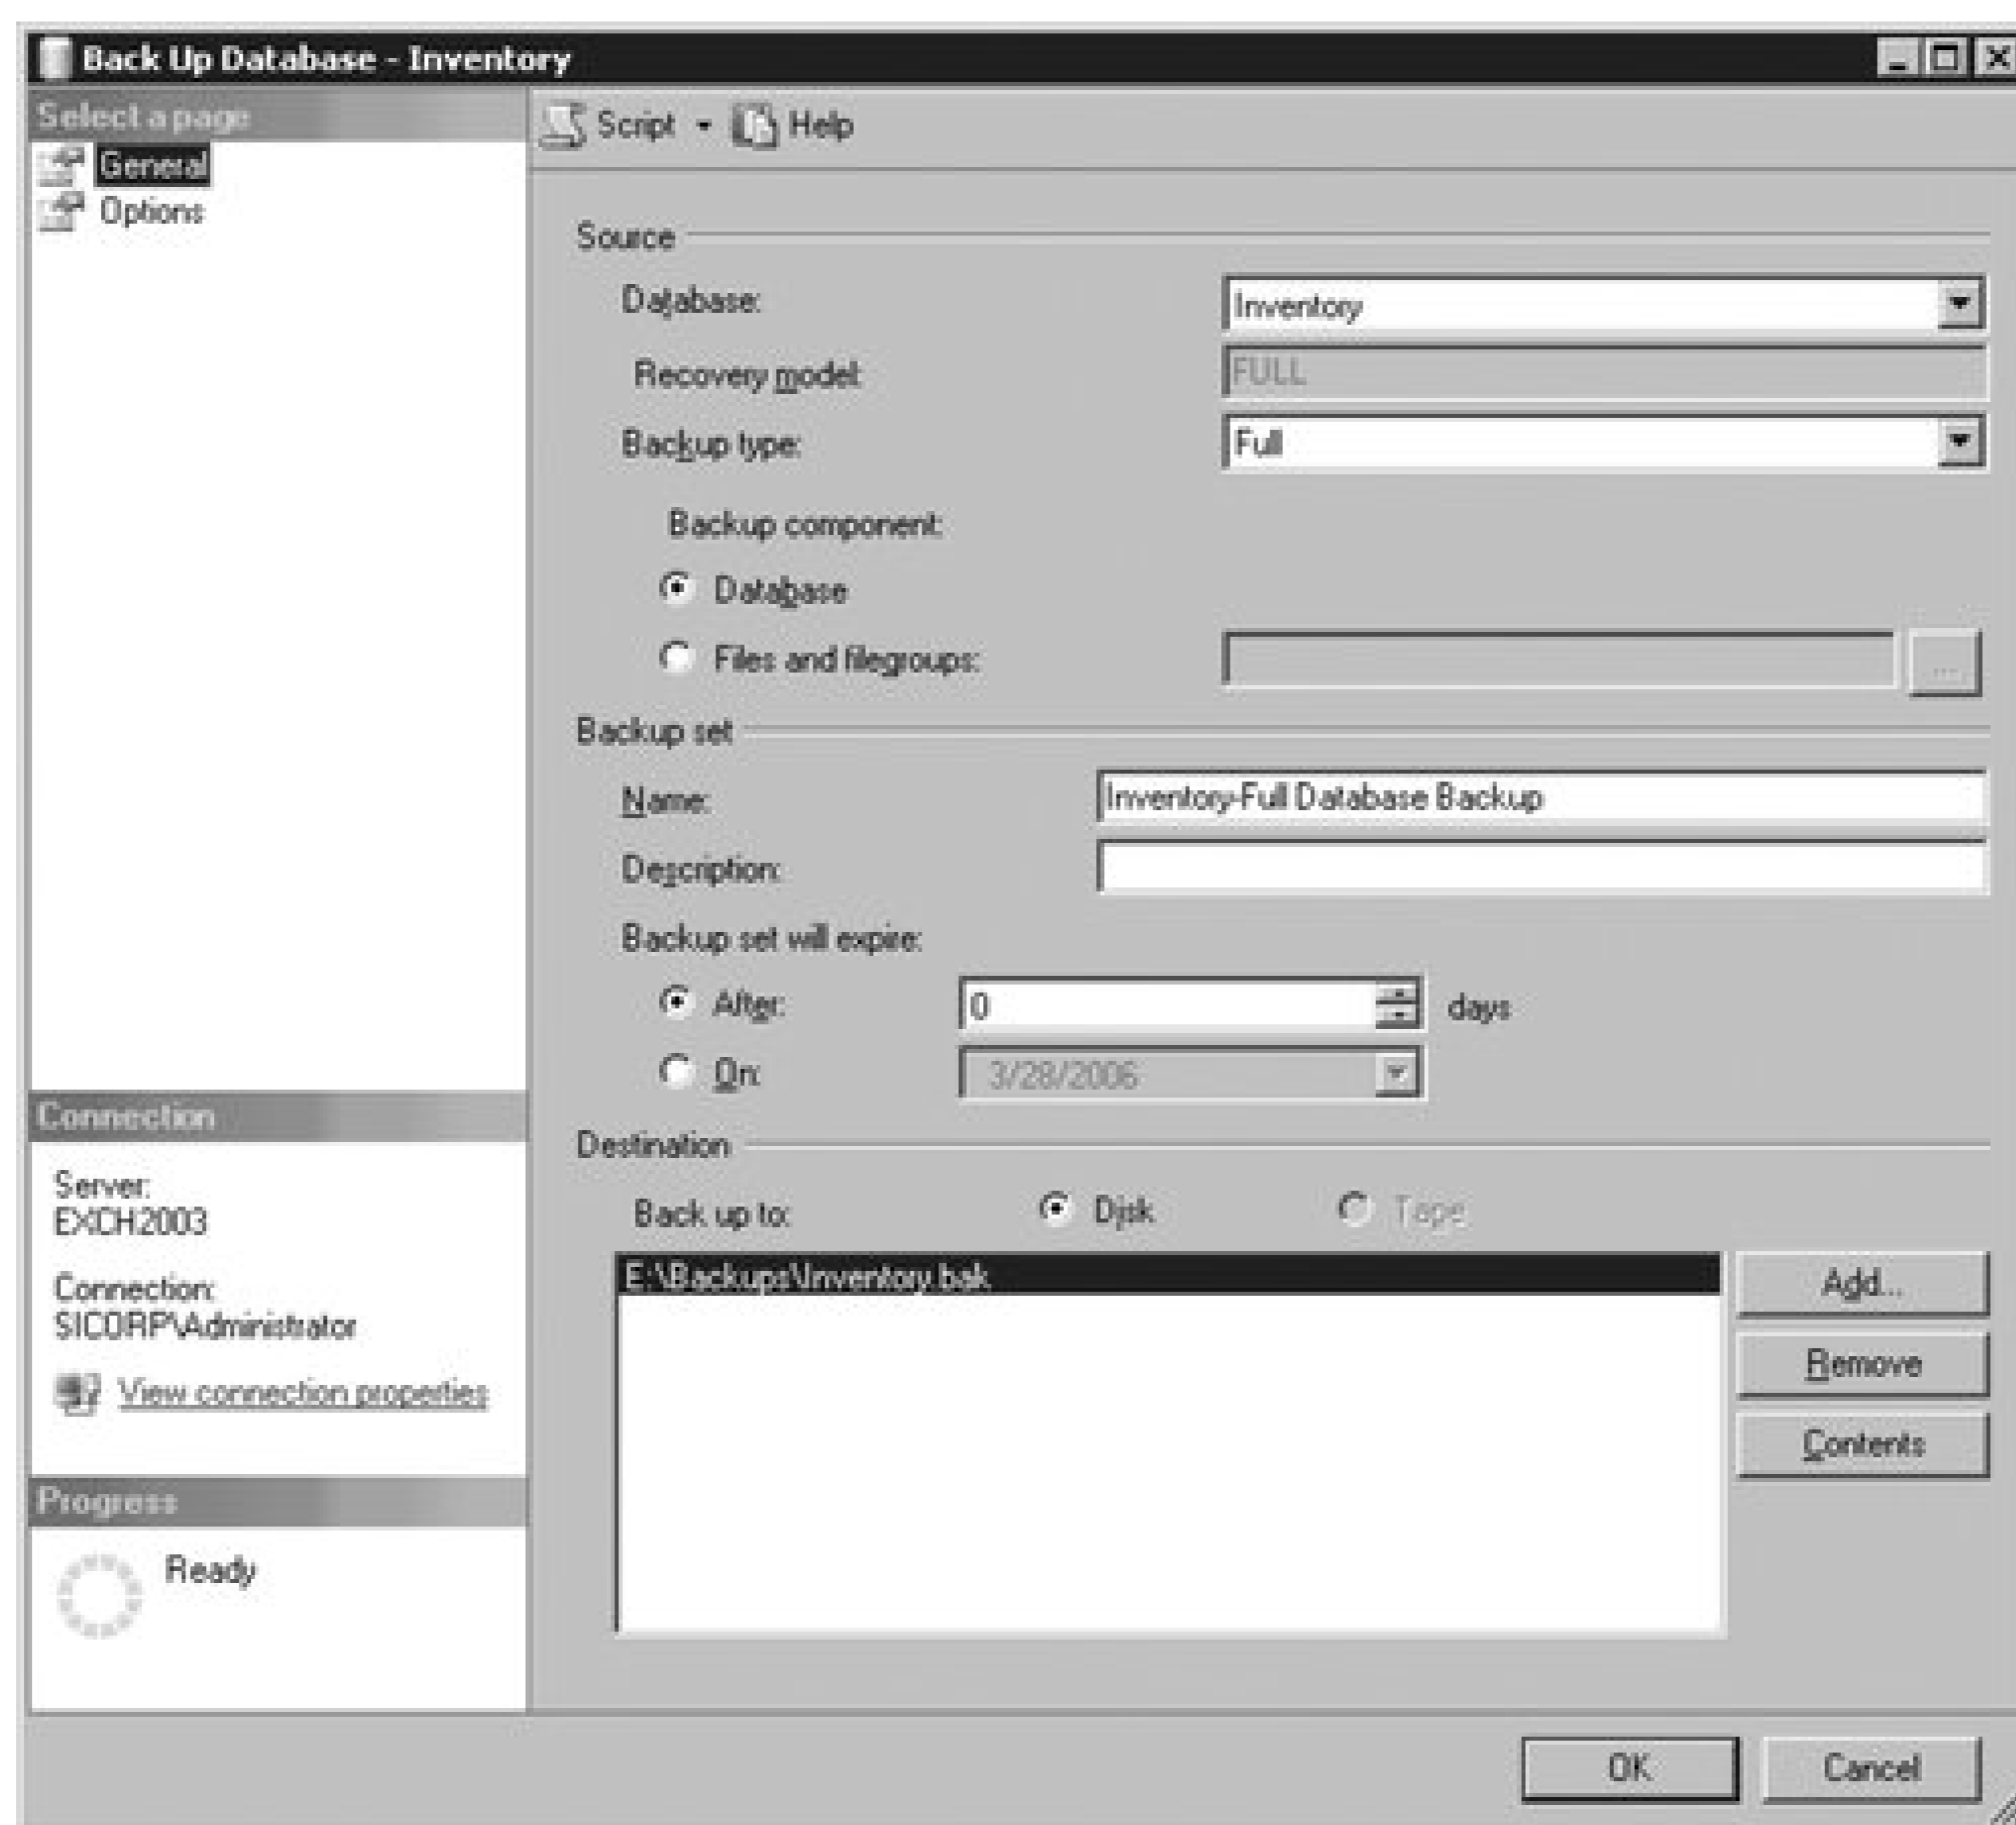 Back Up Database - Inventory
Select a page
General
Options
Script Help
Source
Database: Inventory
Recovery model: FULL
Backup type: Full
Backup component:
Database
Files and filegroups: ...
Backup set
Name: Inventory-Full Database Backup
Description:
Backup set will expire:
After: 0 days
On: 3/28/2006
Destination
Back up to: Disk Tape
E:\Backups\Inventory.bak
Add...
Remove
Contents
Connection
Server:
EXCH2003
Connection:
SICORP\Administrator
View connection properties
Progress
Ready
OK Cancel